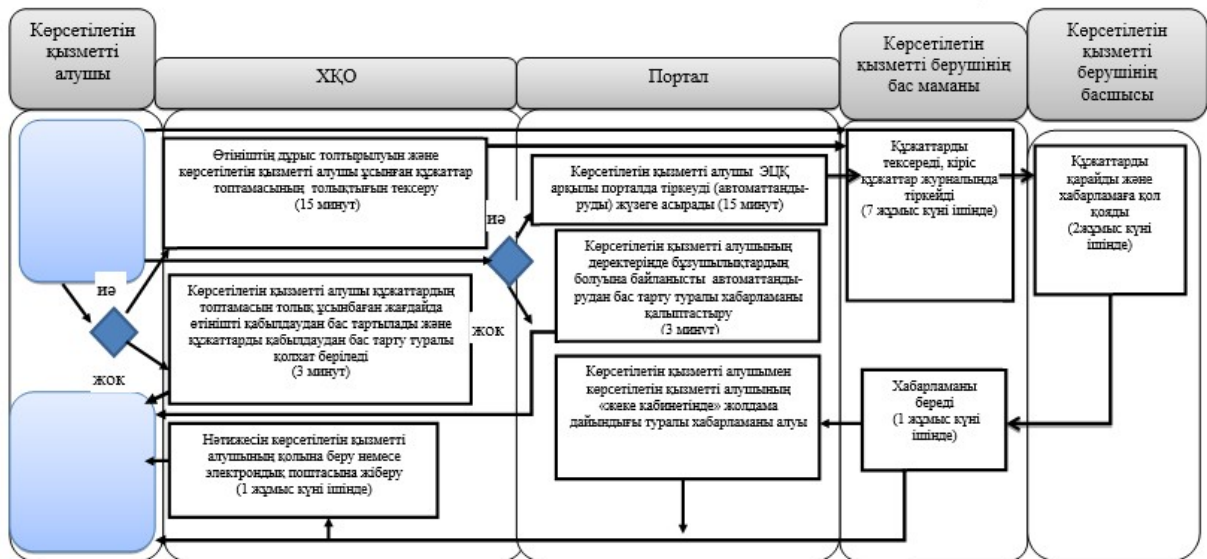 Көрсетілетін
қызметті
алушы
ХҚО
Портал
Көрсетілетін
қызметті берушінің
бас маманы
Көрсетілетін
қызметті
берушінің
басшысы
Өтініштің дұрыс толтырылуын және
көрсетілетін қызметті алушы ұсынған құжаттар
топтамасының толықтығын тексеру
(15 минут)
иә
Көрсетілетін қызметті алушы ЭЦҚ
арқылы порталда тіркеуді (автоматтанды-
руды) жүзеге асырады (15 минут)
Құжаттарды
тексереді, кіріс
құжаттар журналында
тіркейді
(7 жұмыс күні ішінде)
Құжаттарды
қарайды және
хабарламаға қол
қояды
(2жұмыс күні
ішінде)
иә
Көрсетілетін қызметті алушы құжаттардың
топтамасын толық ұсынбаған жағдайда
өтінішті қабылдаудан бас тартылады және
құжаттарды қабылдаудан бас тарту туралы
қолхат беріледі
(3 минут)
жок
Көрсетілетін қызметті алушының
деректерінде бұзушылықтардың
болуына байланысты автоматтанды-
рудан бас тарту туралы хабарламаны
қалыптастыру
(3 минут)
жок
Көрсетілетін қызметті алушымен
көрсетілетін қызметті алушының
«жеке кабинетінде» жолдама
дайындығы туралы хабарламаны алуы
Хабарламаны
береді
(1 жұмыс күні
ішінде)
Нәтижесін көрсетілетін қызметті
алушының қолына беру немесе
электрондық поштасына жіберу
(1 жұмыс күні ішінде)